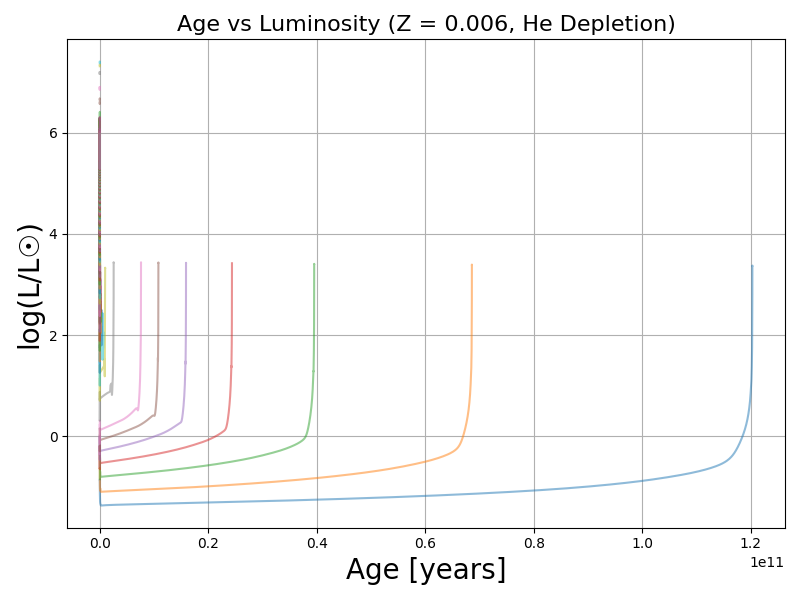 Age vs Luminosity (Z = 0.006, He Depletion)
log(L/L☉)
6
4
2
0
0.0 0.2 0.4 0.6 0.8 1.0 1.2
1e11
Age [years]